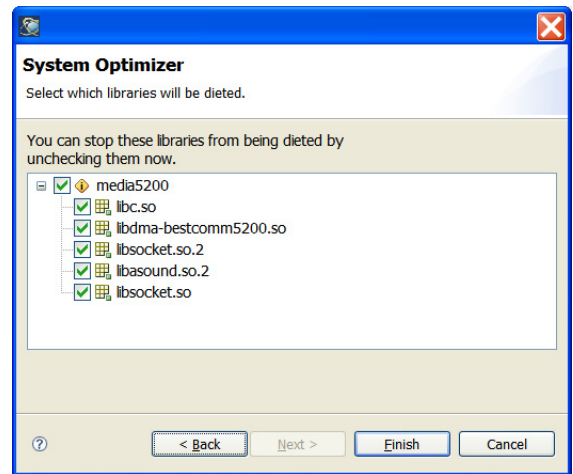 System Optimizer
Select which libraries will be dieted.
You can stop these libraries from being dieted by
unchecking them now.
media5200
libc.so
libdma-bestcomm5200.so
libsocket.so.2
libasound.so.2
libsocket.so
< Back Next > Finish Cancel